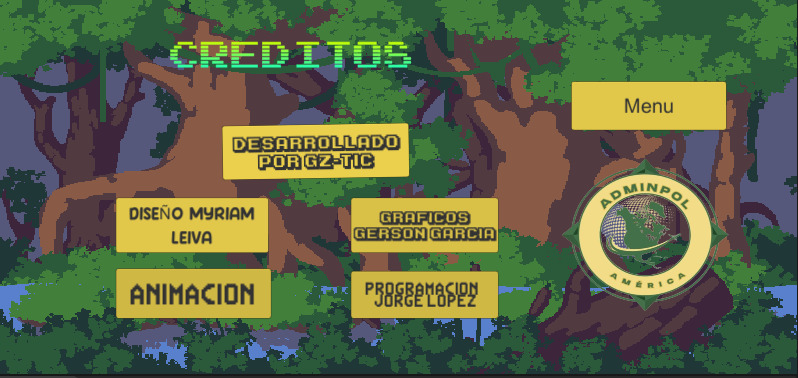 CREDITOS
Menu
DESARROLLADO
POR GZ-TIC
DISEÑO MYRIAM
LEIVA
GRAFICOS
GERSON GARCIA
ADMINPOL
AMÉRICA
ANIMACION
PROGRAMACION
JORGE LOPEZ